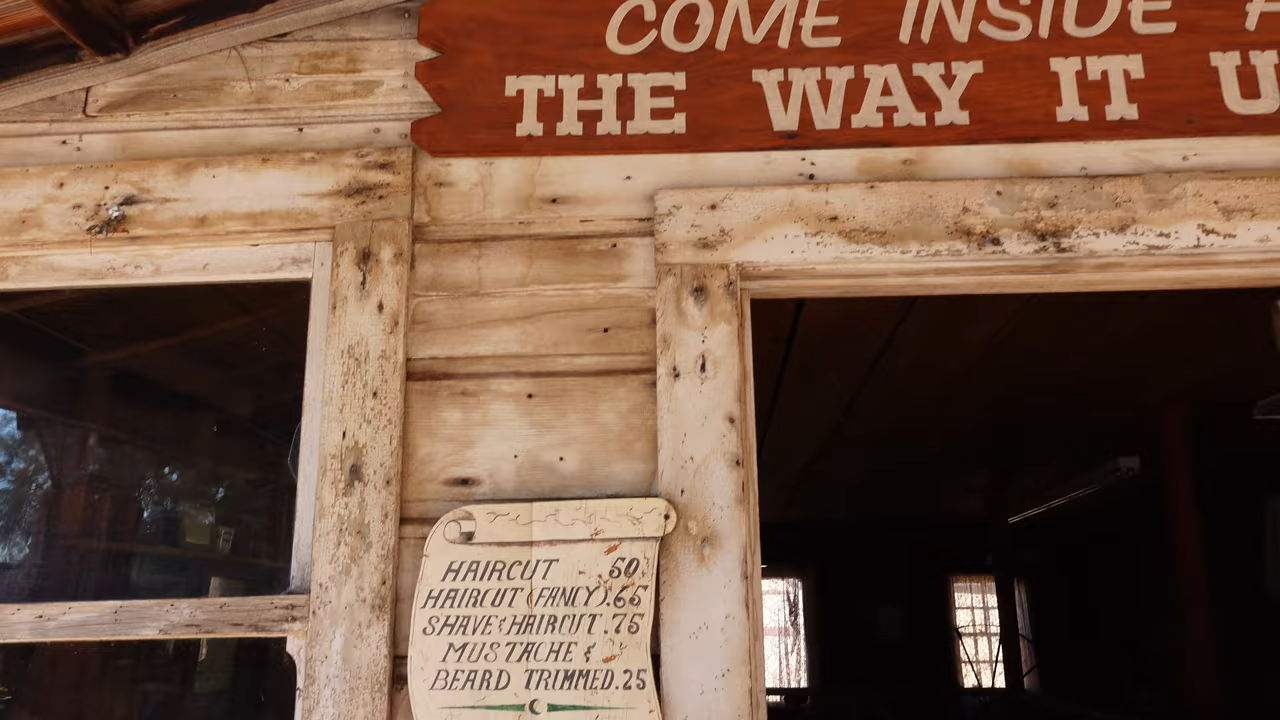 COME INSIDE
THE WAY IT U
HAIRCUT 50
HAIRCUT (FANCY).65
SHAVE & HAIRCUT.75
MUSTACHE &
BEARD TRIMMED.25